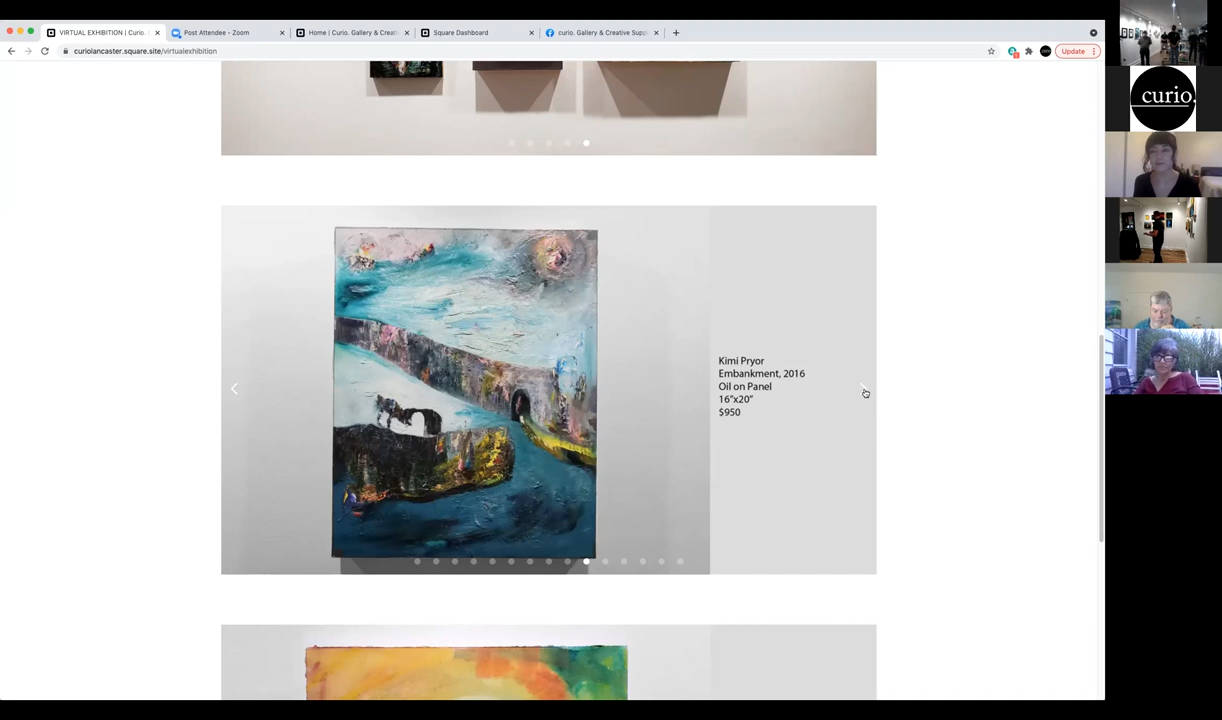 VIRTUAL EXHIBITION | Curio. G
Post Attendee - Zoom
Home | Curio. Gallery & Creati
Square Dashboard
curio. Gallery & Creative Supp
curiolancaster.square.site/virtualexhibition
Update
curio.
Kimi Pryor
Embankment, 2016
Oil on Panel
16"x20"
$950